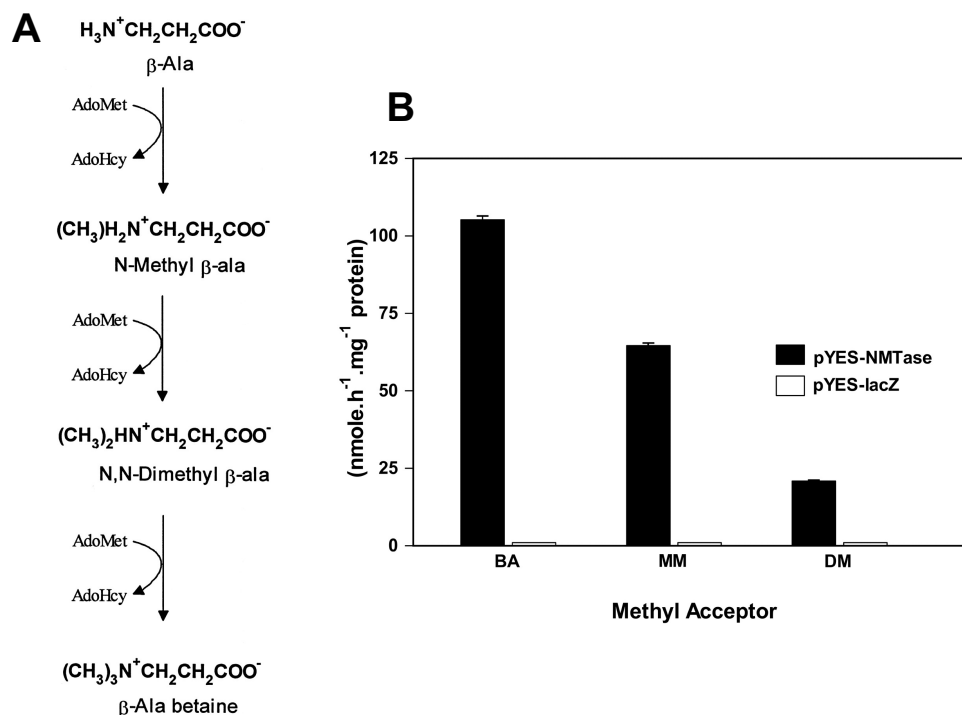 A
H₃N⁺CH₂CH₂COO⁻
β-Ala
AdoMet
AdoHcy
(CH₃)H₂N⁺CH₂CH₂COO⁻
N-Methyl β-ala
AdoMet
AdoHcy
(CH₃)₂HN⁺CH₂CH₂COO⁻
N,N-Dimethyl β-ala
AdoMet
AdoHcy
(CH₃)₃N⁺CH₂CH₂COO⁻
β-Ala betaine
B
(nmole.h⁻¹.mg⁻¹ protein)
125
100
75
50
25
0
pYES-NMTase
pYES-lacZ
BA MM DM
Methyl Acceptor